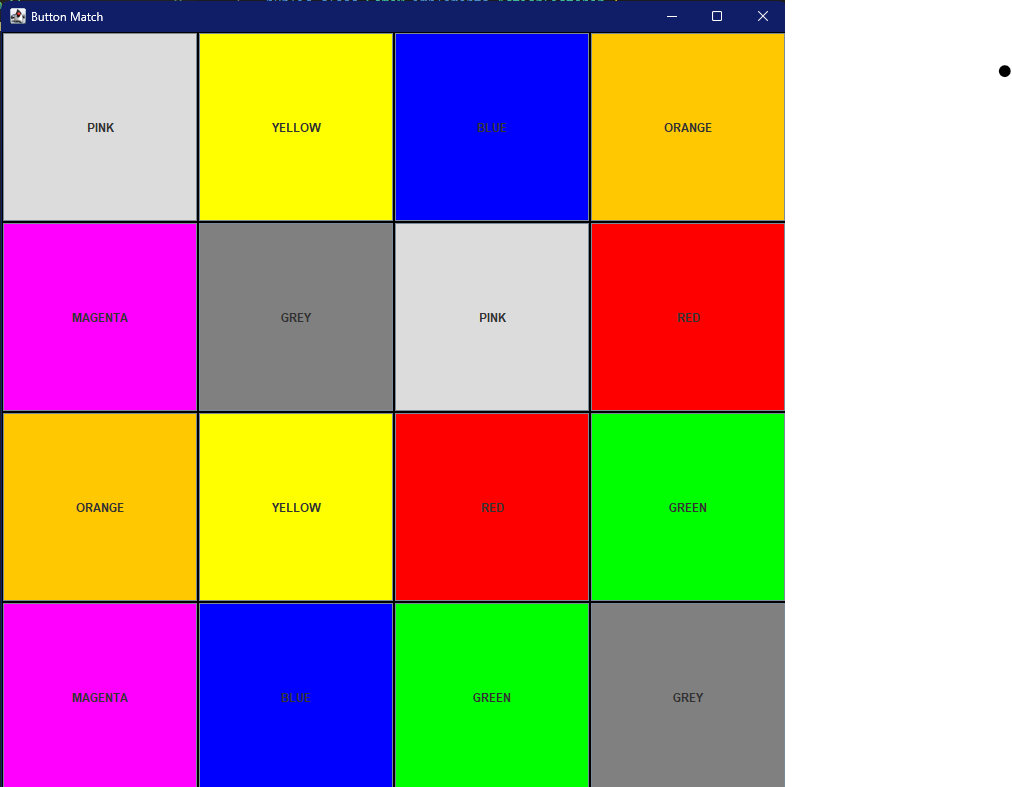 Button Match
PINK YELLOW BLUE ORANGE
MAGENTA GREY PINK RED
ORANGE YELLOW RED GREEN
MAGENTA BLUE GREEN GREY